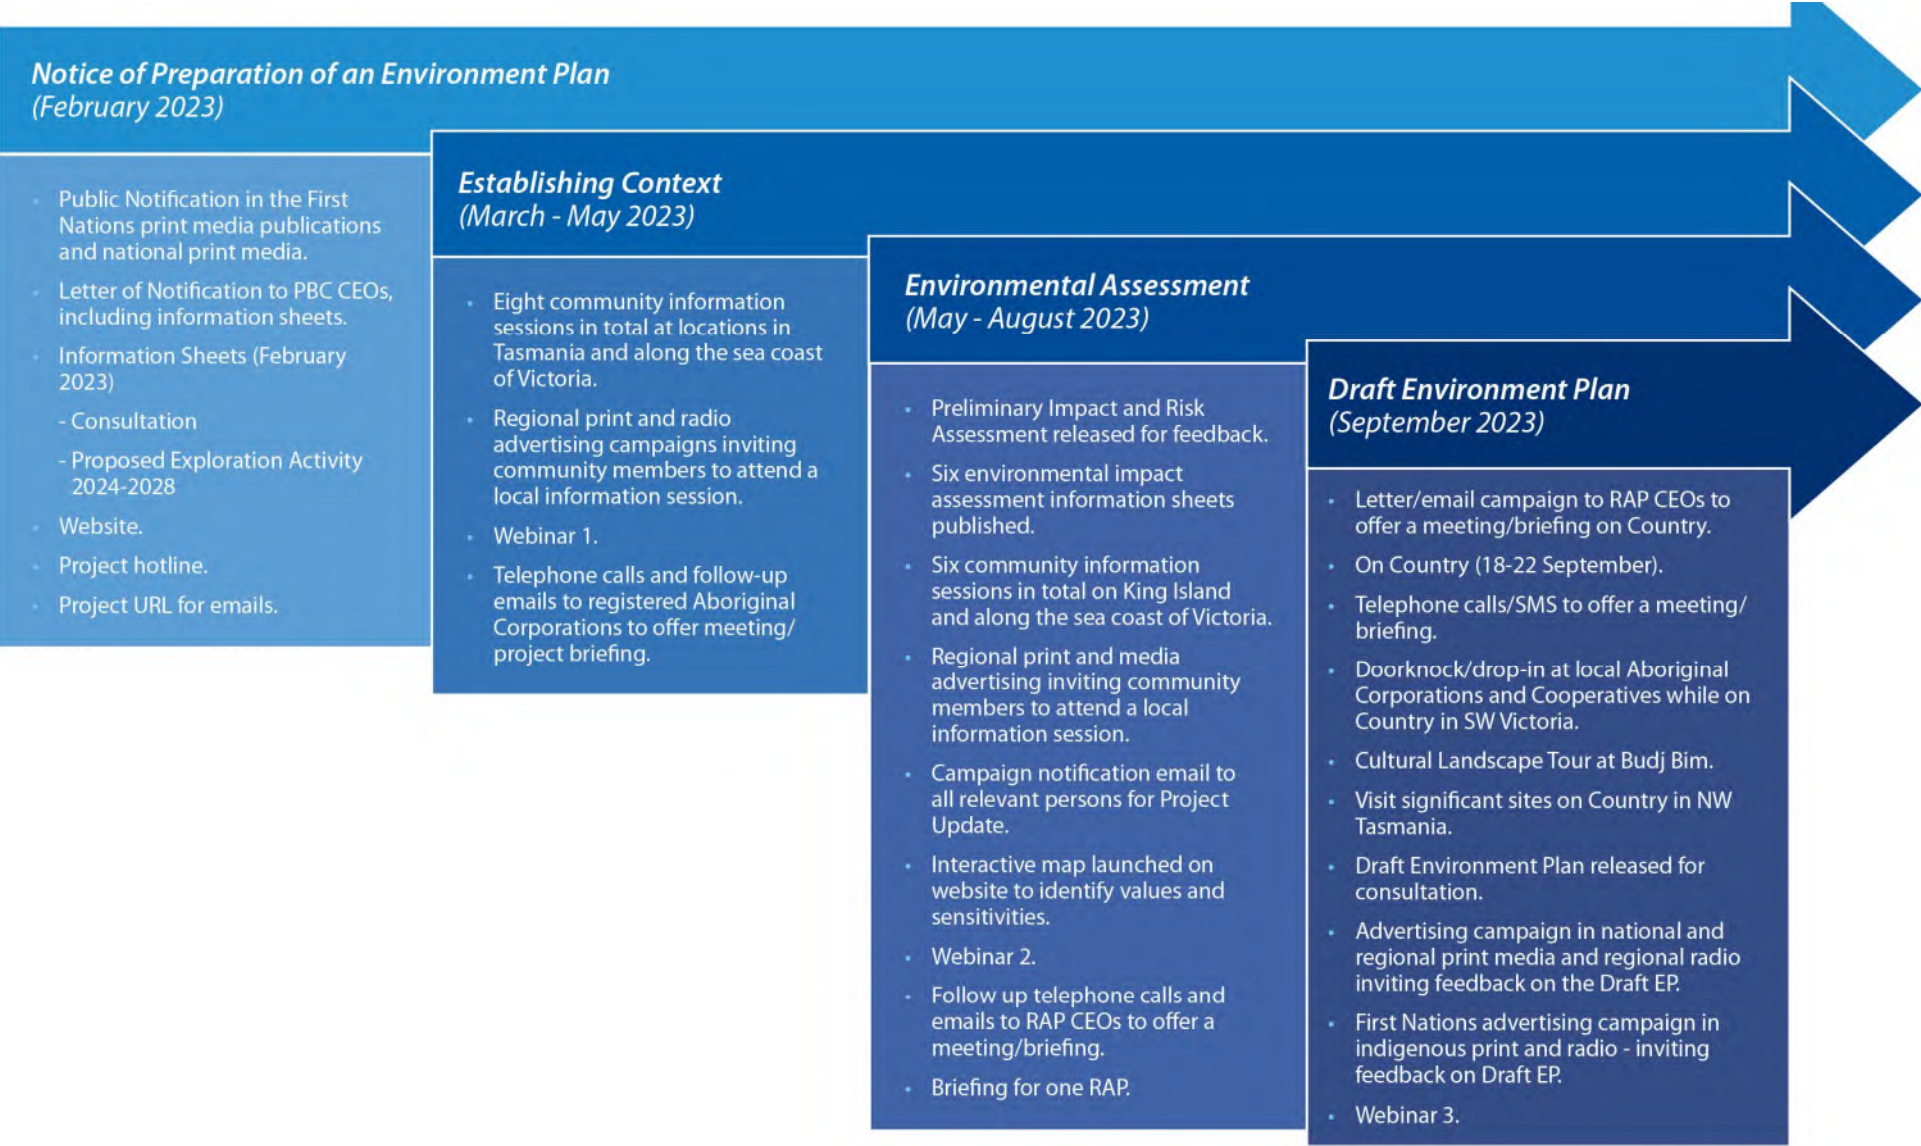 Notice of Preparation of an Environment Plan
(February 2023)
Public Notification in the First
Nations print media publications
and national print media.
Letter of Notification to PBC CEOs,
including information sheets.
Information Sheets (February
2023)
- Consultation
- Proposed Exploration Activity
2024-2028
Website.
Project hotline.
Project URL for emails.
Establishing Context
(March - May 2023)
Eight community information
sessions in total at locations in
Tasmania and along the sea coast
of Victoria.
Regional print and radio
advertising campaigns inviting
community members to attend a
local information session.
Webinar 1.
Telephone calls and follow-up
emails to registered Aboriginal
Corporations to offer meeting/
project briefing.
Environmental Assessment
(May - August 2023)
Preliminary Impact and Risk
Assessment released for feedback.
Six environmental impact
assessment information sheets
published.
Six community information
sessions in total on King Island
and along the sea coast of Victoria.
Regional print and media
advertising inviting community
members to attend a local
information session.
Campaign notification email to
all relevant persons for Project
Update.
Interactive map launched on
website to identify values and
sensitivities.
Webinar 2.
Follow up telephone calls and
emails to RAP CEOs to offer a
meeting/briefing.
Briefing for one RAP.
Draft Environment Plan
(September 2023)
Letter/email campaign to RAP CEOs to
offer a meeting/briefing on Country.
On Country (18-22 September).
Telephone calls/SMS to offer a meeting/
briefing.
Doorknock/drop-in at local Aboriginal
Corporations and Cooperatives while on
Country in SW Victoria.
Cultural Landscape Tour at Budj Bim.
Visit significant sites on Country in NW
Tasmania.
Draft Environment Plan released for
consultation.
Advertising campaign in national and
regional print media and regional radio
inviting feedback on the Draft EP.
First Nations advertising campaign in
indigenous print and radio - inviting
feedback on Draft EP.
Webinar 3.